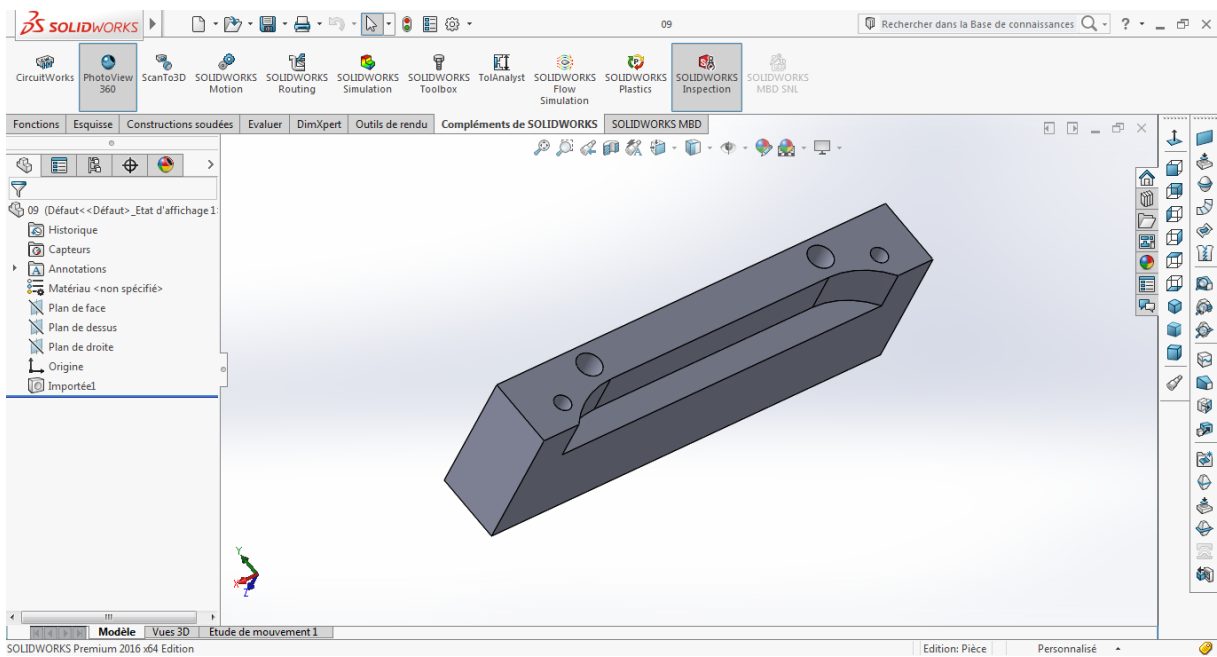 SOLIDWORKS
09
Rechercher dans la Base de connaissances
?
CircuitWorks
PhotoView
360
ScanTo3D
SOLIDWORKS
Motion
SOLIDWORKS
Routing
SOLIDWORKS
Simulation
SOLIDWORKS
Toolbox
TolAnalyst
SOLIDWORKS
Flow
Simulation
SOLIDWORKS
Plastics
SOLIDWORKS
Inspection
SOLIDWORKS
MBD SNL
Fonctions Esquisse Constructions soudées Evaluer DimXpert Outils de rendu Compléments de SOLIDWORKS SOLIDWORKS MBD
09 (Défaut<<Défaut>_Etat d'affichage 1
Historique
Capteurs
Annotations
Matériau <non spécifié>
Plan de face
Plan de dessus
Plan de droite
Origine
Importée1
Y
X
Z
Modèle Vues 3D Etude de mouvement 1
SOLIDWORKS Premium 2016 x64 Edition
Edition: Pièce
Personnalisé